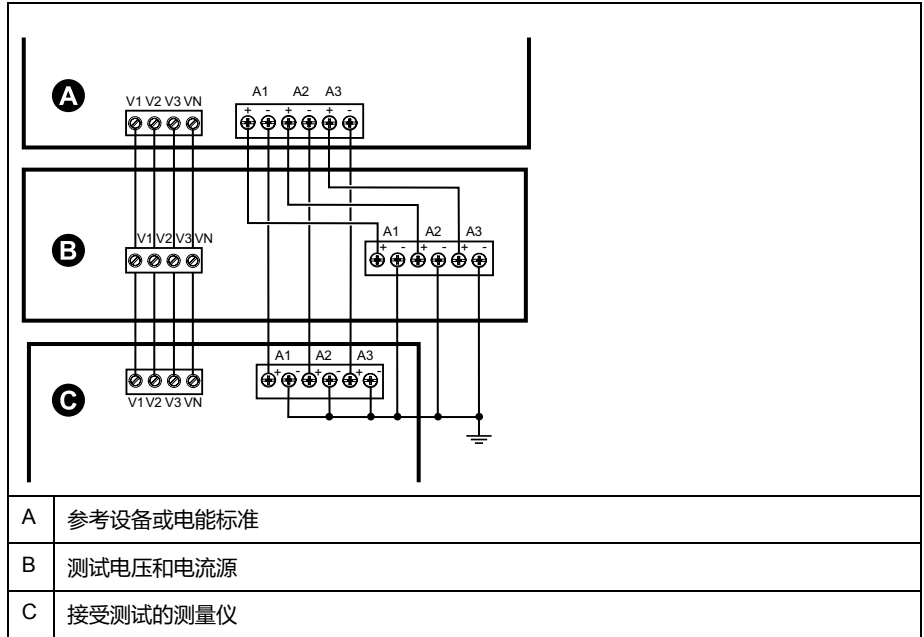 A
V1 V2 V3 VN
A1 A2 A3
+ - + - + -
B
V1 V2 V3 VN
A1 A2 A3
+ - + - + -
C
A1 A2 A3
+ - + - + -
V1 V2 V3 VN
A 参考设备或电能标准
B 测试电压和电流源
C 接受测试的测量仪